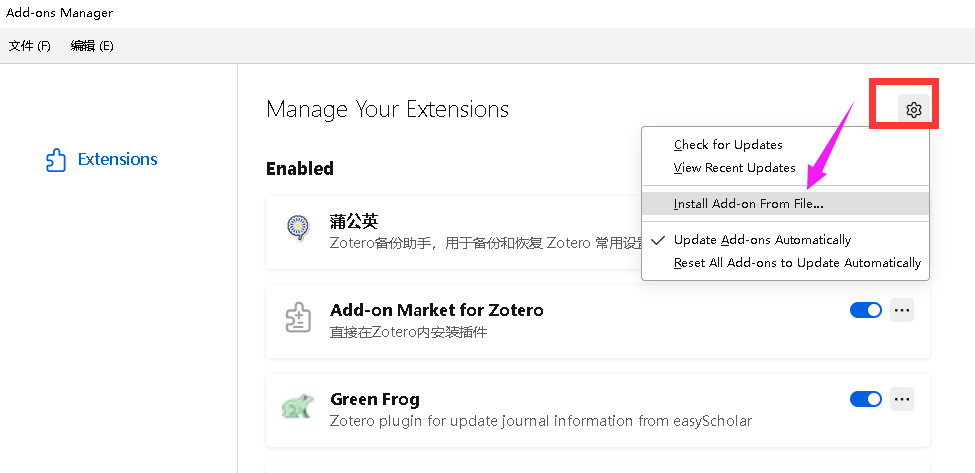 Add-ons Manager
文件 (F) 编辑 (E)
Manage Your Extensions
Check for Updates
View Recent Updates
Install Add-on From File...
Update Add-ons Automatically
Reset All Add-ons to Update Automatically
Extensions
Enabled
蒲公英
Zotero备份助手，用于备份和恢复 Zotero 常用设
Add-on Market for Zotero
直接在Zotero内安装插件
Green Frog
Zotero plugin for update journal information from easyScholar